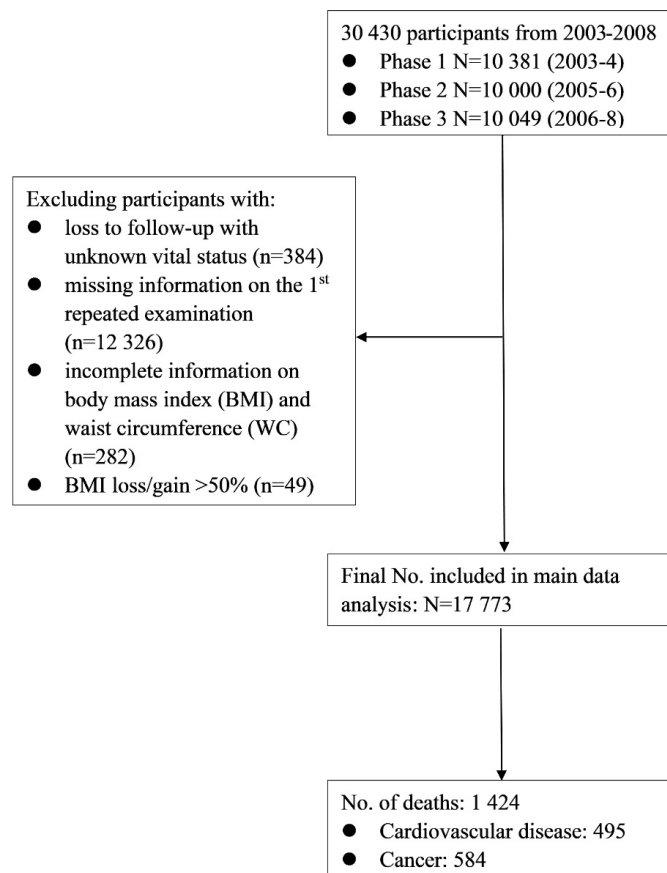 30 430 participants from 2003-2008
● Phase 1 N=10 381 (2003-4)
● Phase 2 N=10 000 (2005-6)
● Phase 3 N=10 049 (2006-8)
Excluding participants with:
● loss to follow-up with
unknown vital status (n=384)
● missing information on the 1st
repeated examination
(n=12 326)
● incomplete information on
body mass index (BMI) and
waist circumference (WC)
(n=282)
● BMI loss/gain >50% (n=49)
Final No. included in main data
analysis: N=17 773
No. of deaths: 1 424
● Cardiovascular disease: 495
● Cancer: 584